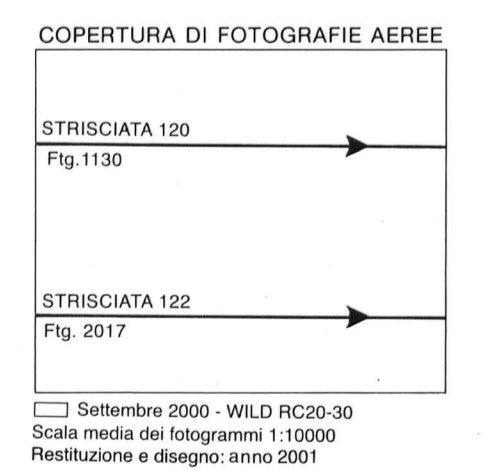 COPERTURA DI FOTOGRAFIE AEREE
STRISCIATA 120
Ftg.1130
STRISCIATA 122
Ftg. 2017
Settembre 2000 - WILD RC20-30
Scala media dei fotogrammi 1:10000
Restituzione e disegno: anno 2001